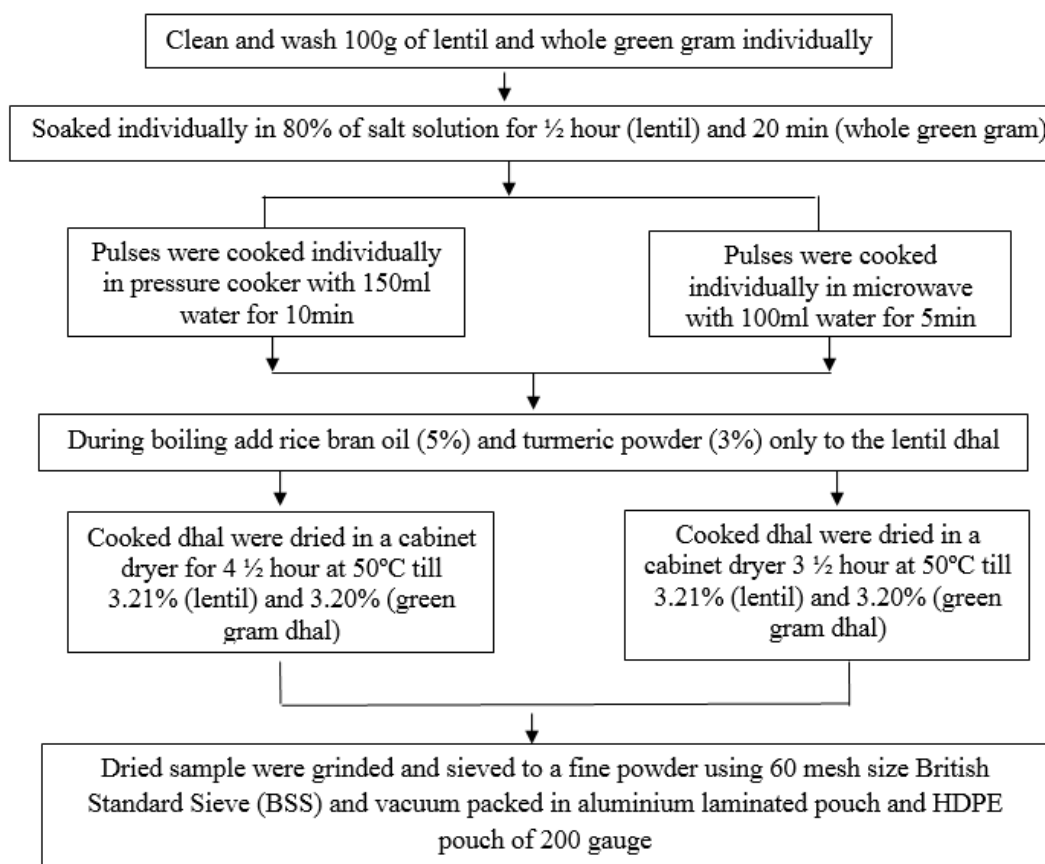 Clean and wash 100g of lentil and whole green gram individually
Soaked individually in 80% of salt solution for ½ hour (lentil) and 20 min (whole green gram)
Pulses were cooked individually
in pressure cooker with 150ml
water for 10min
Pulses were cooked
individually in microwave
with 100ml water for 5min
During boiling add rice bran oil (5%) and turmeric powder (3%) only to the lentil dhal
Cooked dhal were dried in a cabinet
dryer for 4 ½ hour at 50ºC till
3.21% (lentil) and 3.20% (green
gram dhal)
Cooked dhal were dried in a
cabinet dryer 3 ½ hour at 50ºC till
3.21% (lentil) and 3.20% (green
gram dhal)
Dried sample were grinded and sieved to a fine powder using 60 mesh size British
Standard Sieve (BSS) and vacuum packed in aluminium laminated pouch and HDPE
pouch of 200 gauge